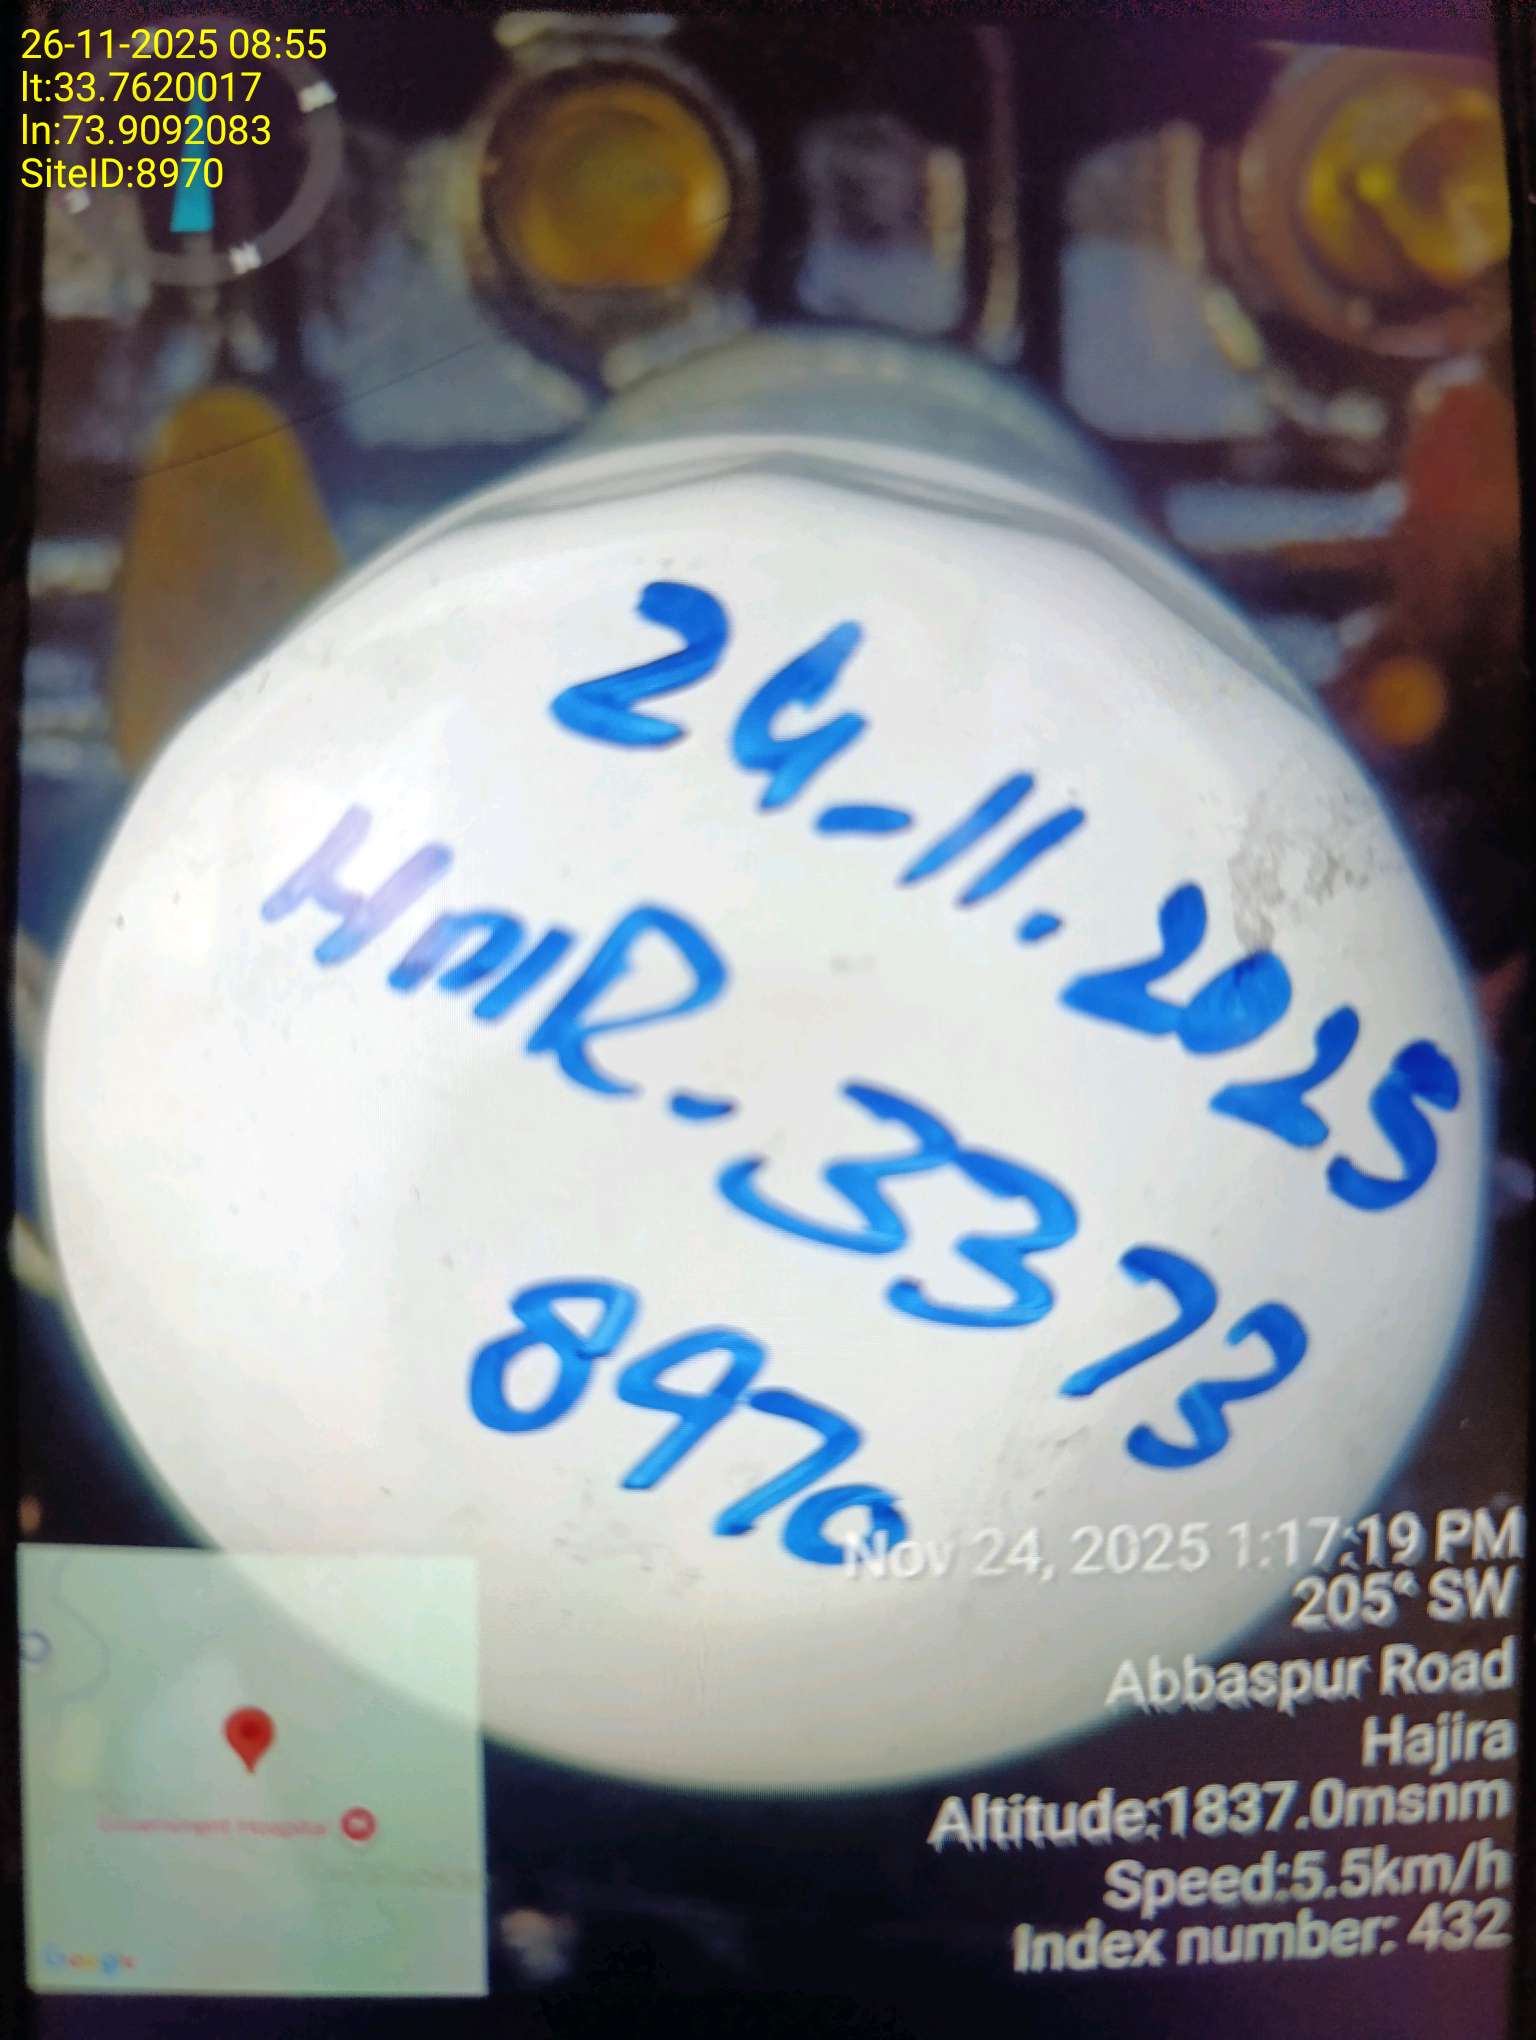 26-11-2025 08:55
lt:33.7620017
ln:73.9092083
SiteID:8970
24-11.2025
HMR-3373
8970
Nov 24, 2025 1:17:19 PM
205° SW
Abbaspur Road
Hajira
Altitude:1837.0msnm
Speed:5.5km/h
Index number: 432
Google